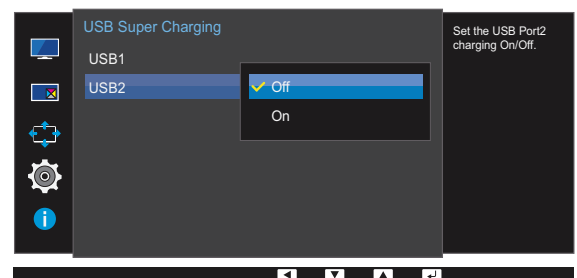 USB Super Charging
USB1
USB2
Off
On
Set the USB Port2
charging On/Off.